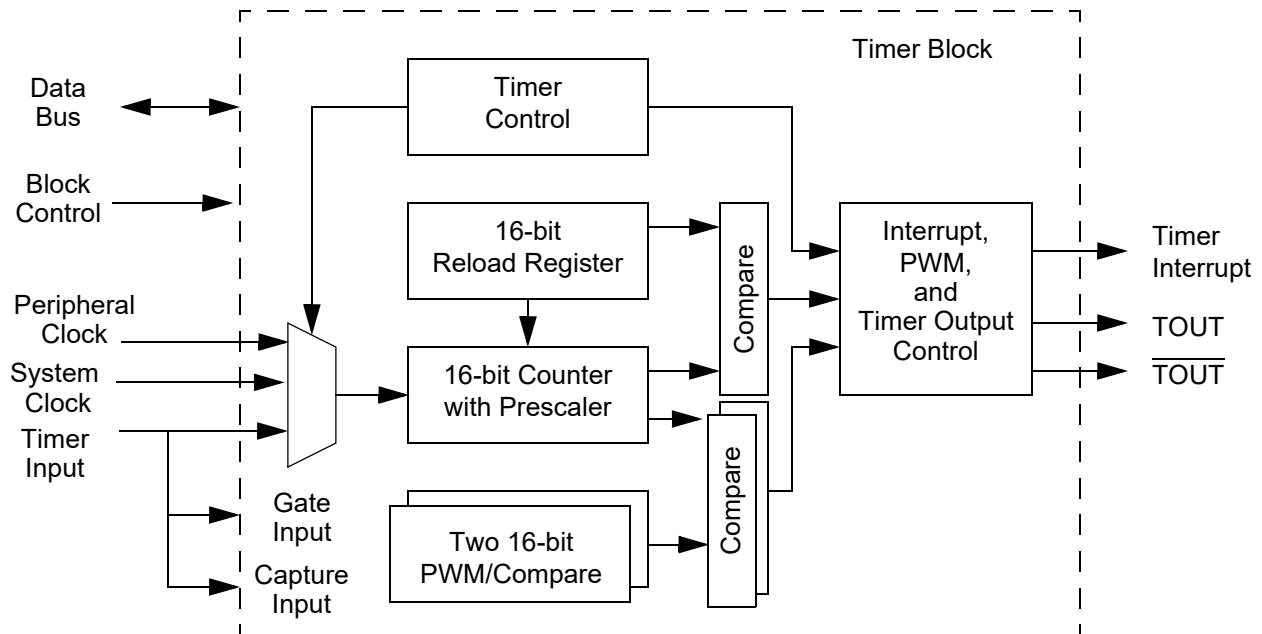 Timer Block
Data
Bus
Timer
Control
Block
Control
16-bit
Reload Register
Compare
Interrupt,
PWM,
and
Timer Output
Control
Timer
Interrupt
TOUT
T̅O̅U̅T̅
Peripheral
Clock
System
Clock
Timer
Input
16-bit Counter
with Prescaler
Gate
Input
Capture
Input
Two 16-bit
PWM/Compare
Compare